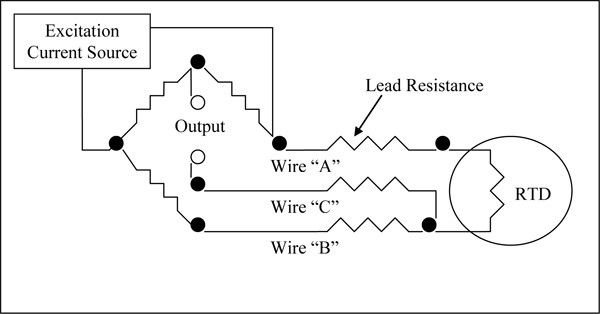 Excitation
Current Source
Lead Resistance
Output
Wire “A”
RTD
Wire “C”
Wire “B”